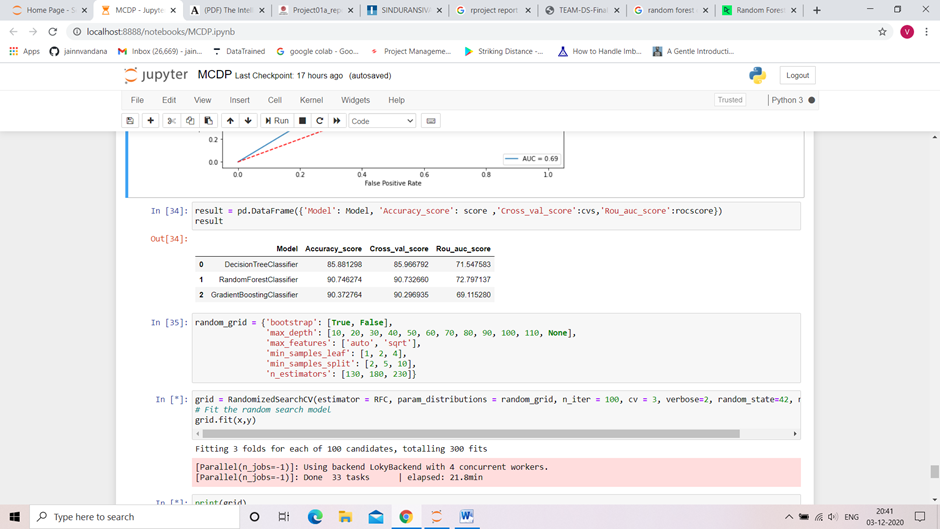 Home Page - S
MCDP - Jupyte
(PDF) The Inte
Project01a_rep
SINDURANSIVA
rproject report
TEAM-DS-Final
random forest
Random Forest
localhost:8888/notebooks/MCDP.ipynb
V
Apps
jainnvandana
Inbox (26,669) - jain...
DataTrained
google colab - Goo...
Project Manageme...
Striking Distance -...
How to Handle Imb...
A Gentle Introducti...
jupyter MCDP Last Checkpoint: 17 hours ago (autosaved)
Logout
File Edit View Insert Cell Kernel Widgets Help
Trusted
Python 3
Run
Code
0.2
0.0
AUC = 0.69
0.0 0.2 0.4 0.6 0.8 1.0
False Positive Rate
In [34]: result = pd.DataFrame({'Model': Model, 'Accuracy_score': score ,'Cross_val_score':cvs,'Rou_auc_score':rocscore})
result
Out[34]:
Model Accuracy_score Cross_val_score Rou_auc_score
0 DecisionTreeClassifier 85.881298 85.966792 71.547583
1 RandomForestClassifier 90.746274 90.732660 72.797137
2 GradientBoostingClassifier 90.372764 90.296935 69.115280
In [35]: random_grid = {'bootstrap': [True, False],
'max_depth': [10, 20, 30, 40, 50, 60, 70, 80, 90, 100, 110, None],
'max_features': ['auto', 'sqrt'],
'min_samples_leaf': [1, 2, 4],
'min_samples_split': [2, 5, 10],
'n_estimators': [130, 180, 230]}
In [*]: grid = RandomizedSearchCV(estimator = RFC, param_distributions = random_grid, n_iter = 100, cv = 3, verbose=2, random_state=42,
# Fit the random search model
grid.fit(x,y)
Fitting 3 folds for each of 100 candidates, totalling 300 fits
[Parallel(n_jobs=-1)]: Using backend LokyBackend with 4 concurrent workers.
[Parallel(n_jobs=-1)]: Done 33 tasks | elapsed: 21.8min
In [*]: print(grid)
Type here to search
ENG
20:41
03-12-2020